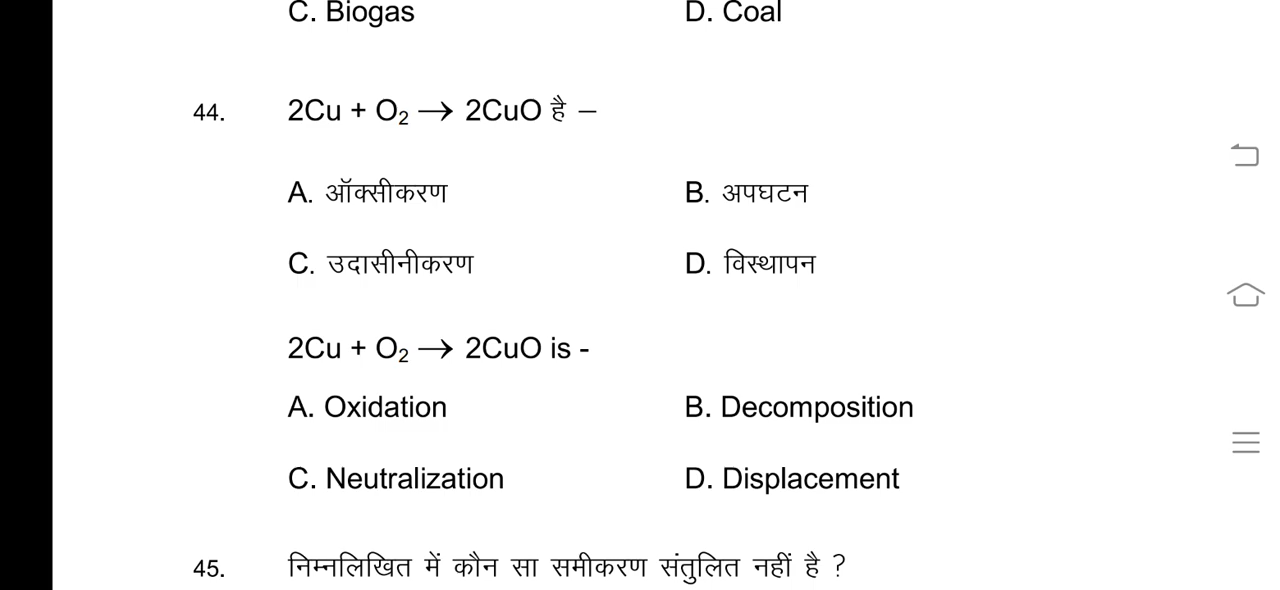 C. Biogas D. Coal
44. 2Cu + O₂ → 2CuO है –
A. ऑक्सीकरण B. अपघटन
C. उदासीनीकरण D. विस्थापन
2Cu + O₂ → 2CuO is -
A. Oxidation B. Decomposition
C. Neutralization D. Displacement
45. निम्नलिखित में कौन सा समीकरण संतुलित नहीं है ?